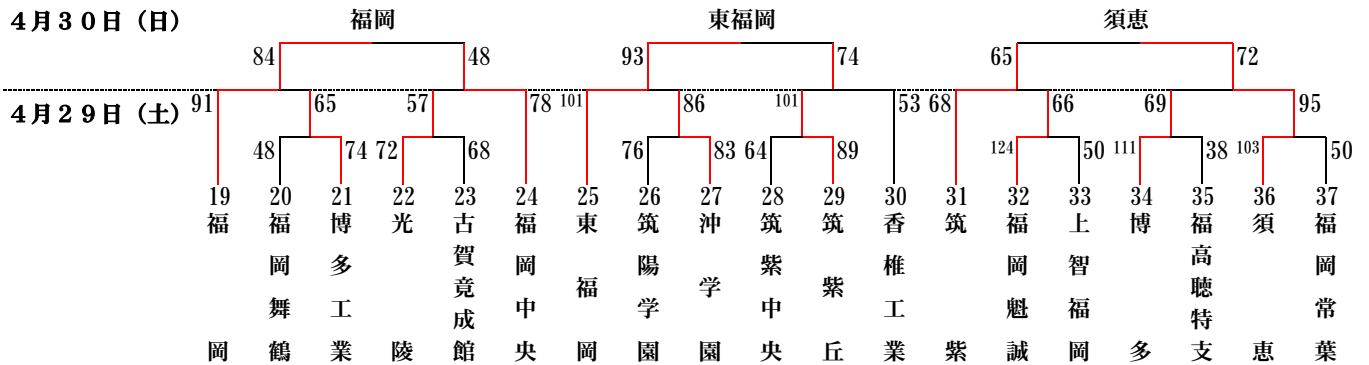 ４月３０日（日）
福岡
東福岡
須恵
84
48
93
74
65
72
４月２９日（土）
91
65
57
78
101
86
101
53
68
66
69
95
48
74
72
68
76
83
64
89
124
50
111
38
103
50
19
20
21
22
23
24
25
26
27
28
29
30
31
32
33
34
35
36
37
福岡
福岡舞鶴
博多工業
光陵
古賀竟成館
福岡中央
東福岡
筑陽学園
沖学園
筑紫中央
筑紫丘
香椎工業
筑紫
福岡魁誠
上智福岡
博多
福高聴特支
須恵
福岡常葉